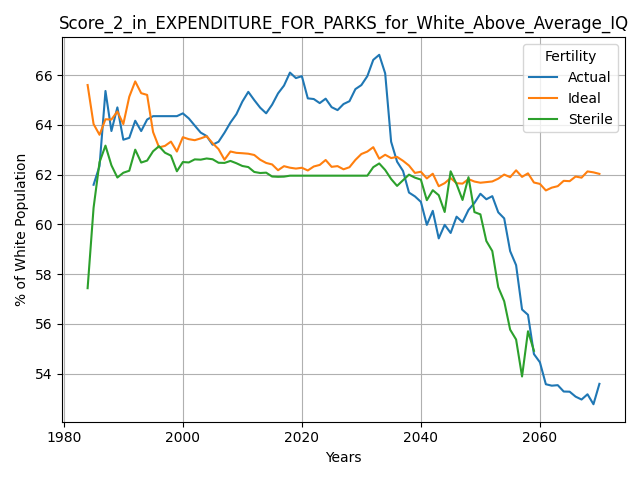 Score_2_in_EXPENDITURE_FOR_PARKS_for_White_Above_Average_IQ
Fertility
Actual
Ideal
Sterile
% of White Population
66
64
62
60
58
56
54
1980
2000
2020
2040
2060
Years